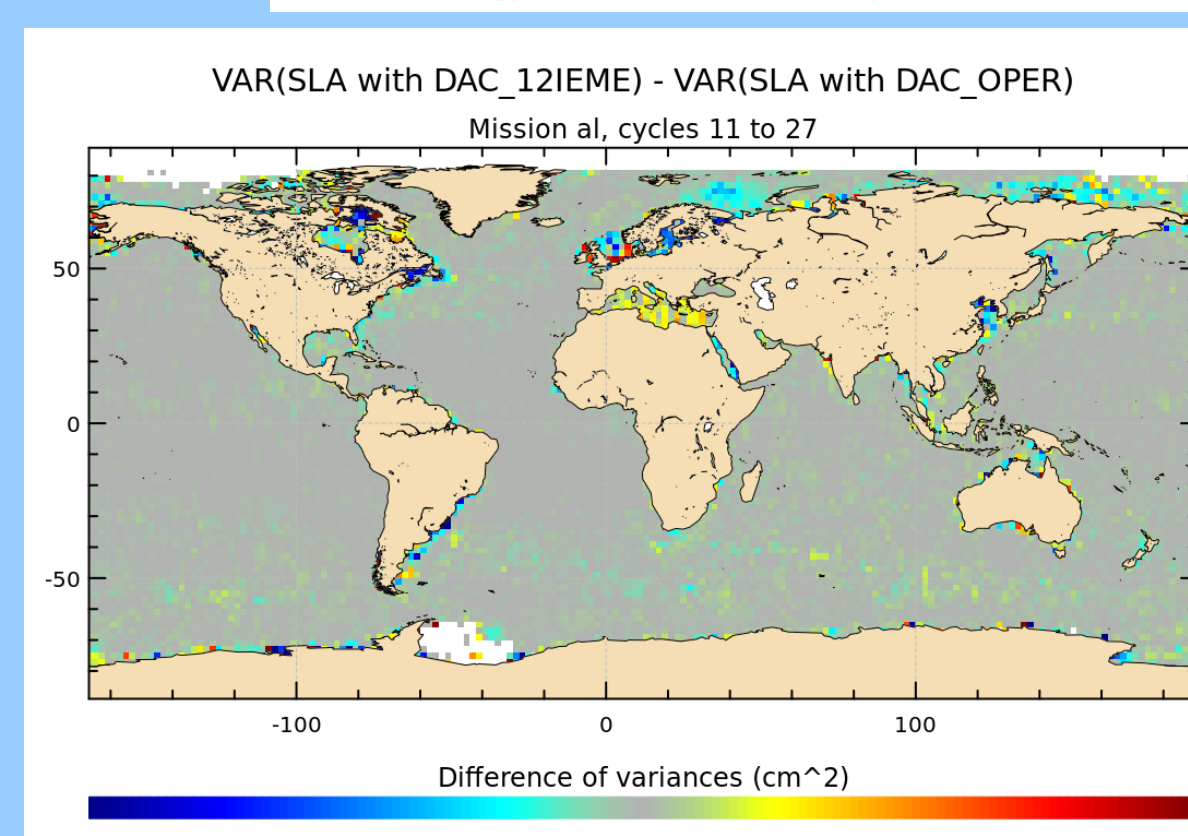 VAR(SLA with DAC_12IEME) - VAR(SLA with DAC_OPER)
Mission al, cycles 11 to 27
50
0
-50
-100 0 100
Difference of variances (cm^2)